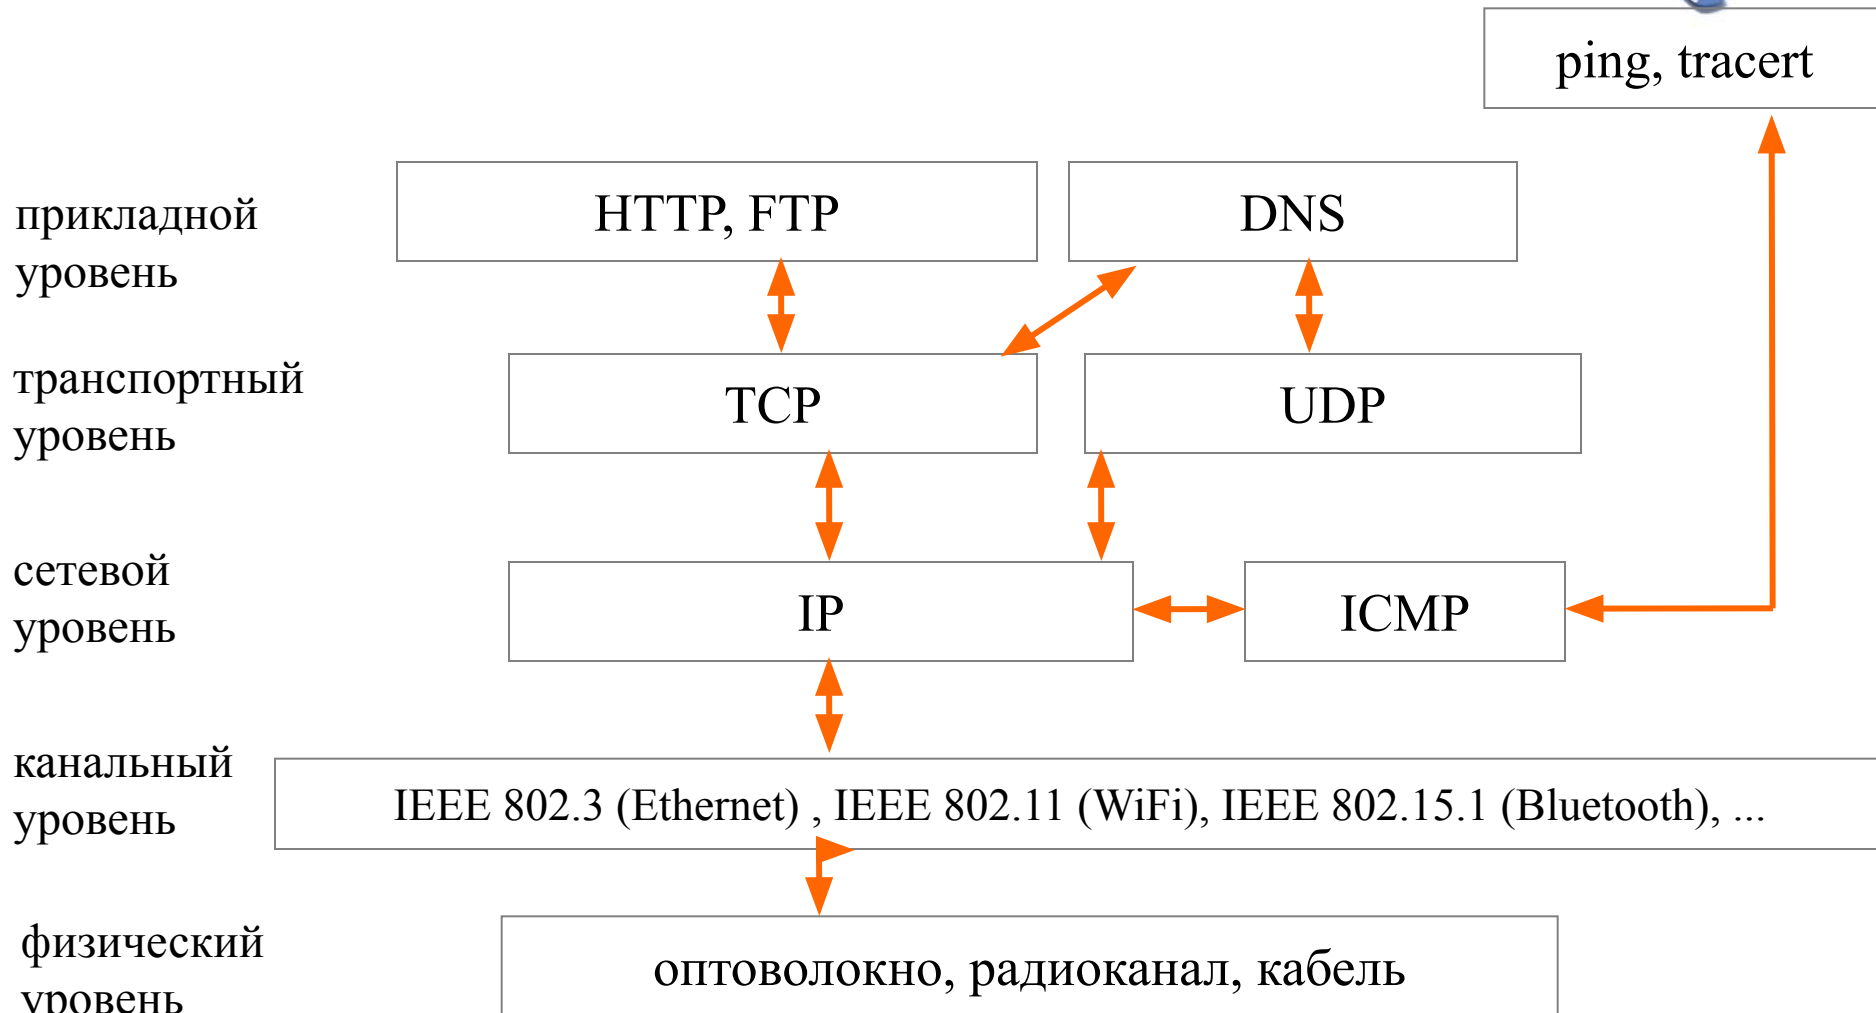 ping, tracert
прикладной
уровень
HTTP, FTP
DNS
транспортный
уровень
TCP
UDP
сетевой
уровень
IP
ICMP
канальный
уровень
IEEE 802.3 (Ethernet) , IEEE 802.11 (WiFi), IEEE 802.15.1 (Bluetooth), ...
физический
уровень
оптоволокно, радиоканал, кабель